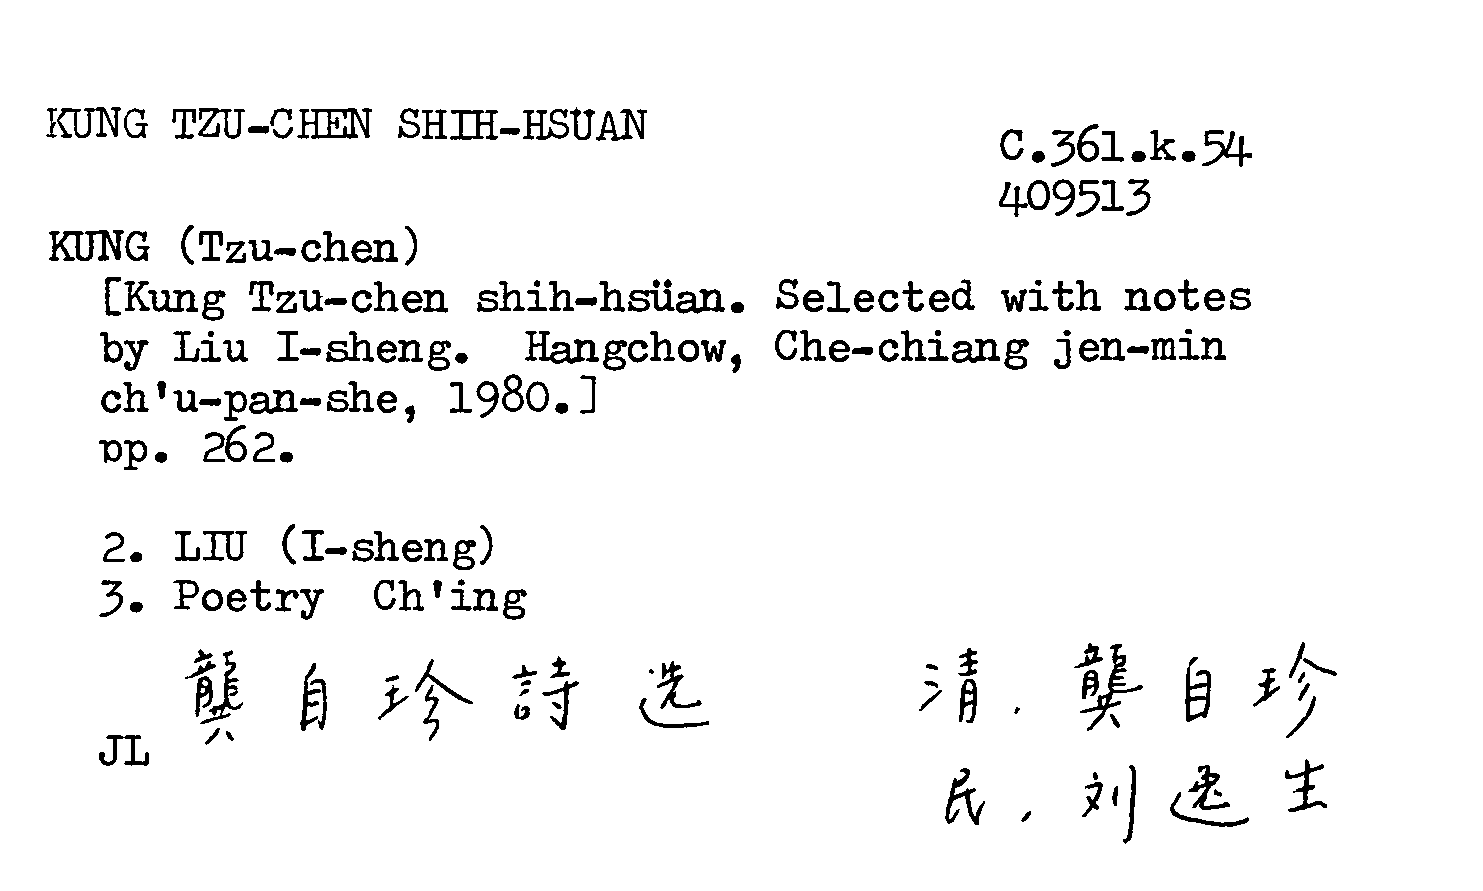 KUNG TZU-CHEN SHIH-HSUAN
C.361.k.54
409513
KUNG (Tzu-chen)
[Kung Tzu-chen shih-hsüan. Selected with notes
by Liu I-sheng. Hangchow, Che-chiang jen-min
ch'u-pan-she, 1980.]
pp. 262.
2. LIU (I-sheng)
3. Poetry Ch'ing
龔自珍詩选
清. 龔自珍
JL
民. 刘逸生